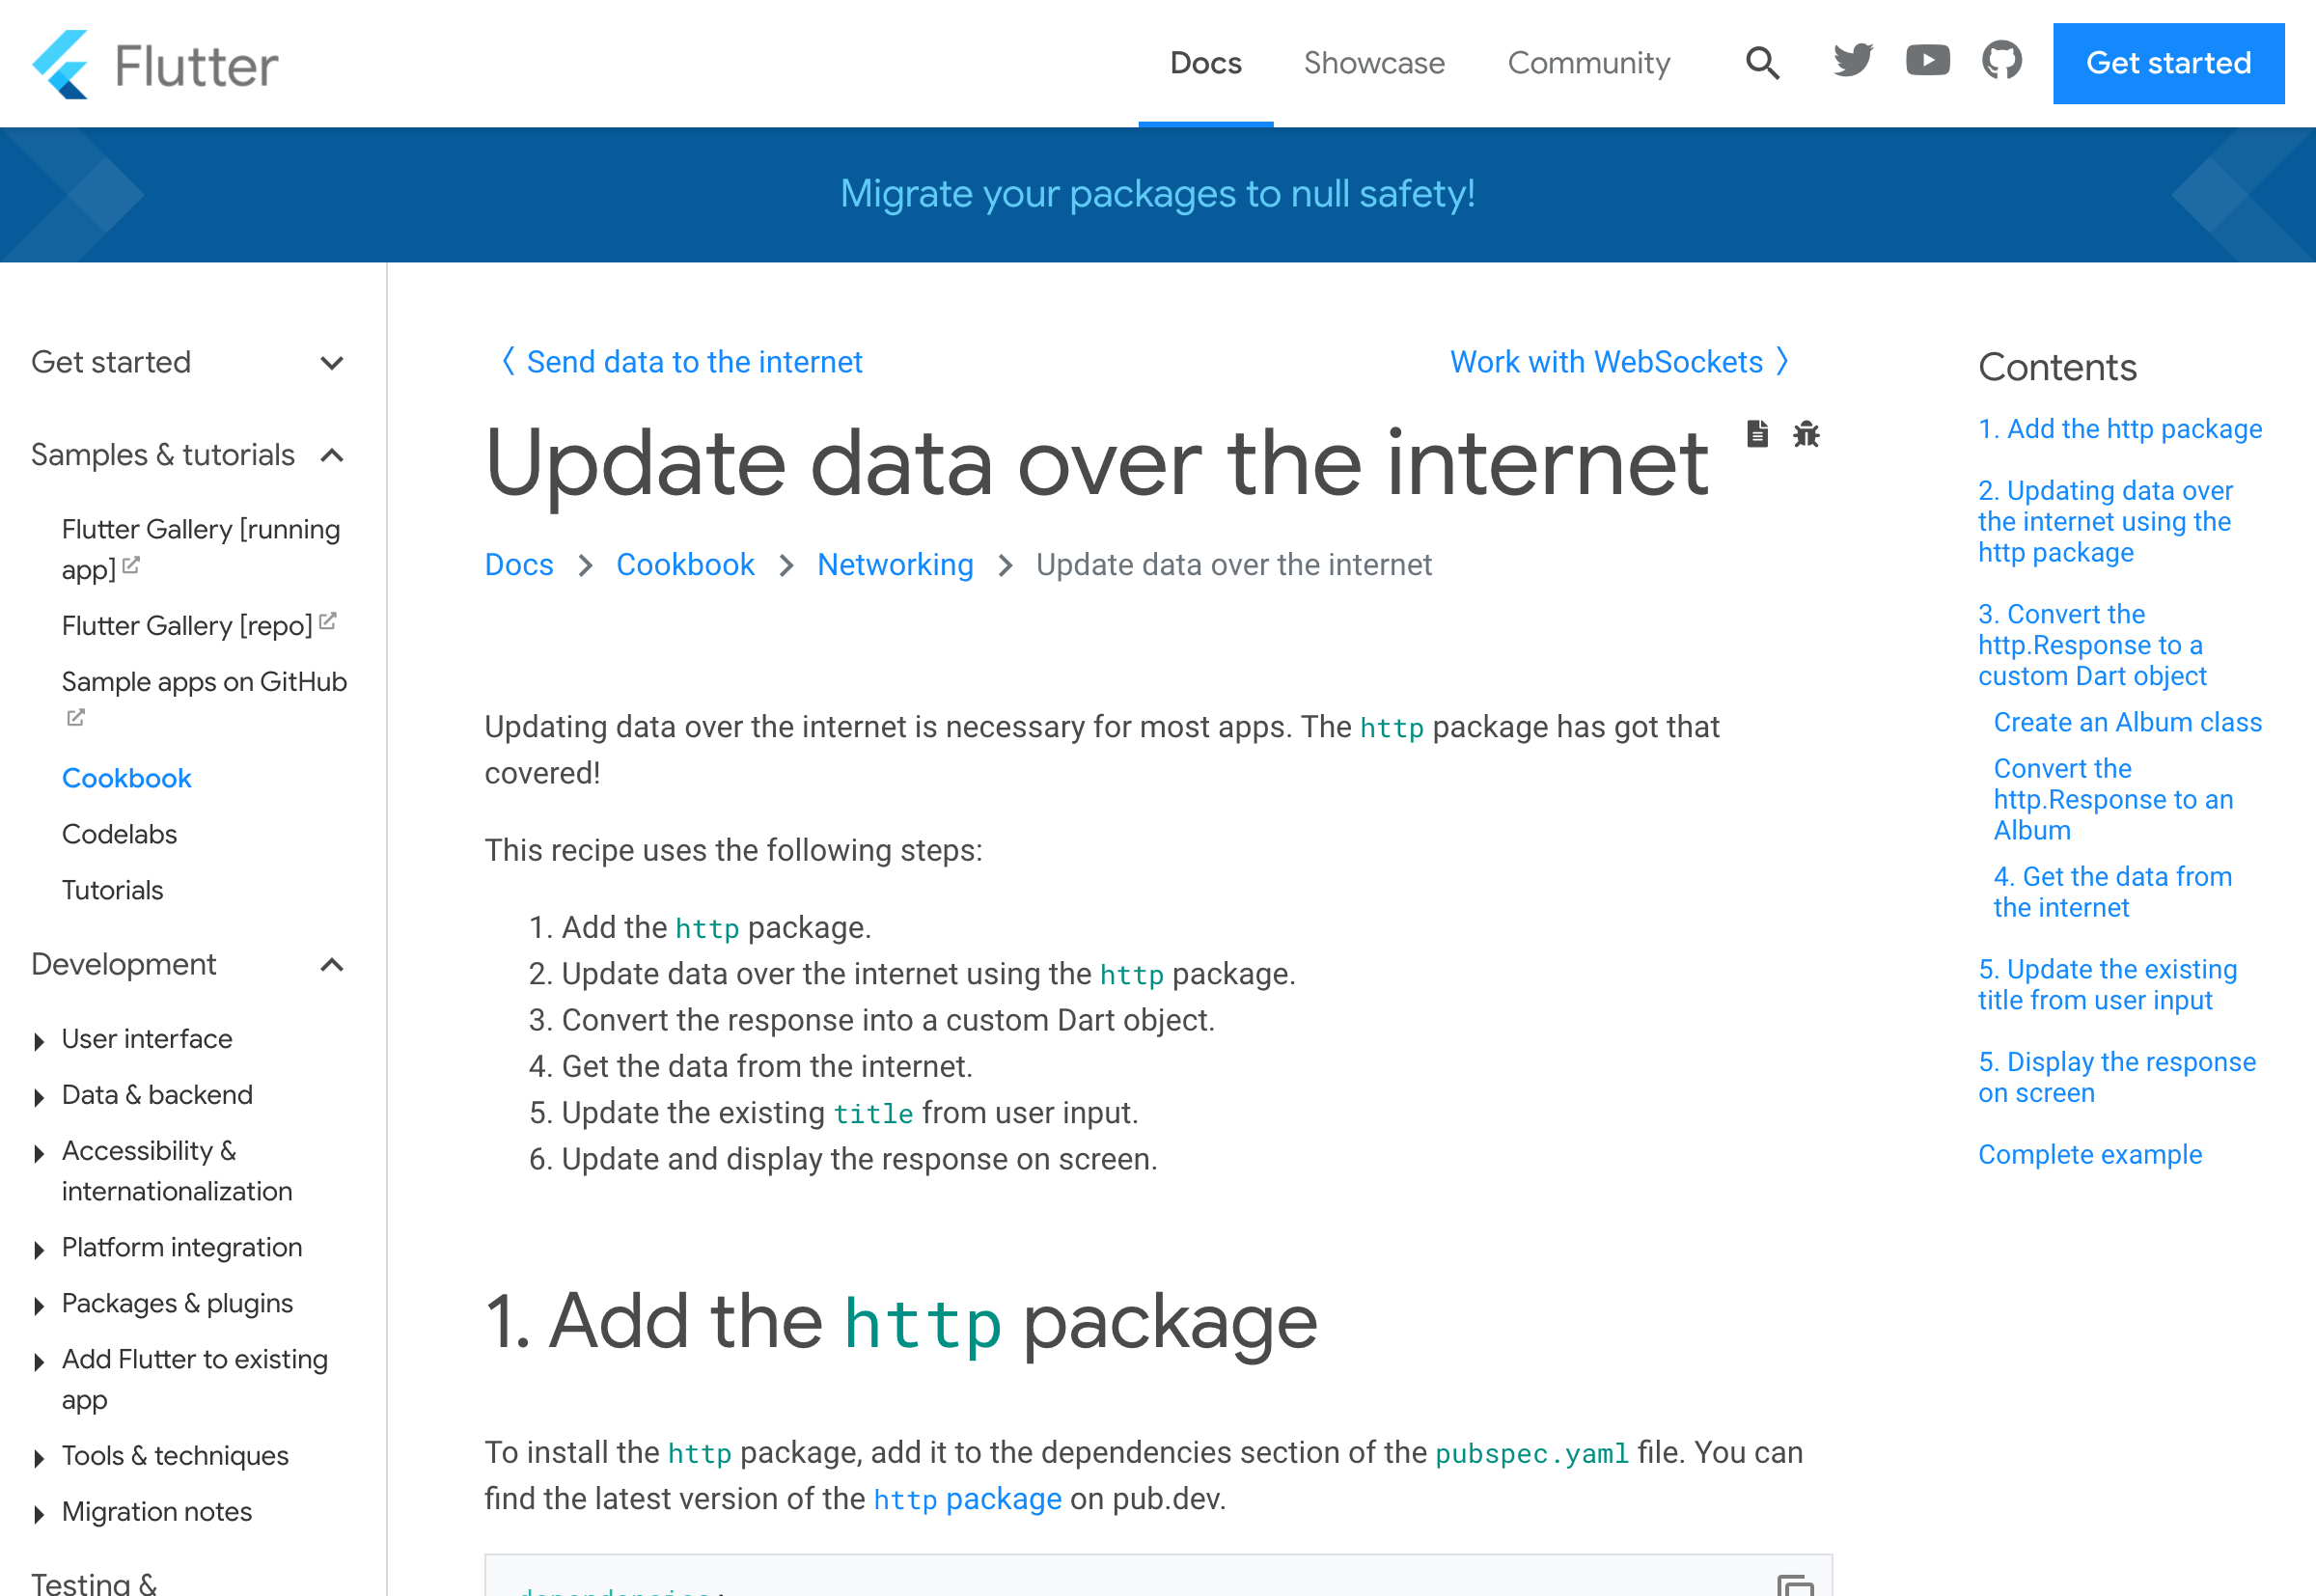 Flutter
Docs
Showcase
Community
Get started
Migrate your packages to null safety!
Get started
Samples & tutorials
Flutter Gallery [running
app]
Flutter Gallery [repo]
Sample apps on GitHub
Cookbook
Codelabs
Tutorials
Development
User interface
Data & backend
Accessibility &
internationalization
Platform integration
Packages & plugins
Add Flutter to existing
app
Tools & techniques
Migration notes
Testing &
Send data to the internet
Work with WebSockets
Update data over the internet
Docs
Cookbook
Networking
Update data over the internet
Updating data over the internet is necessary for most apps. The http package has got that
covered!
This recipe uses the following steps:
1. Add the http package.
2. Update data over the internet using the http package.
3. Convert the response into a custom Dart object.
4. Get the data from the internet.
5. Update the existing title from user input.
6. Update and display the response on screen.
1. Add the http package
To install the http package, add it to the dependencies section of the pubspec.yaml file. You can
find the latest version of the http package on pub.dev.
dependencies:
Contents
1. Add the http package
2. Updating data over
the internet using the
http package
3. Convert the
http.Response to a
custom Dart object
Create an Album class
Convert the
http.Response to an
Album
4. Get the data from
the internet
5. Update the existing
title from user input
5. Display the response
on screen
Complete example